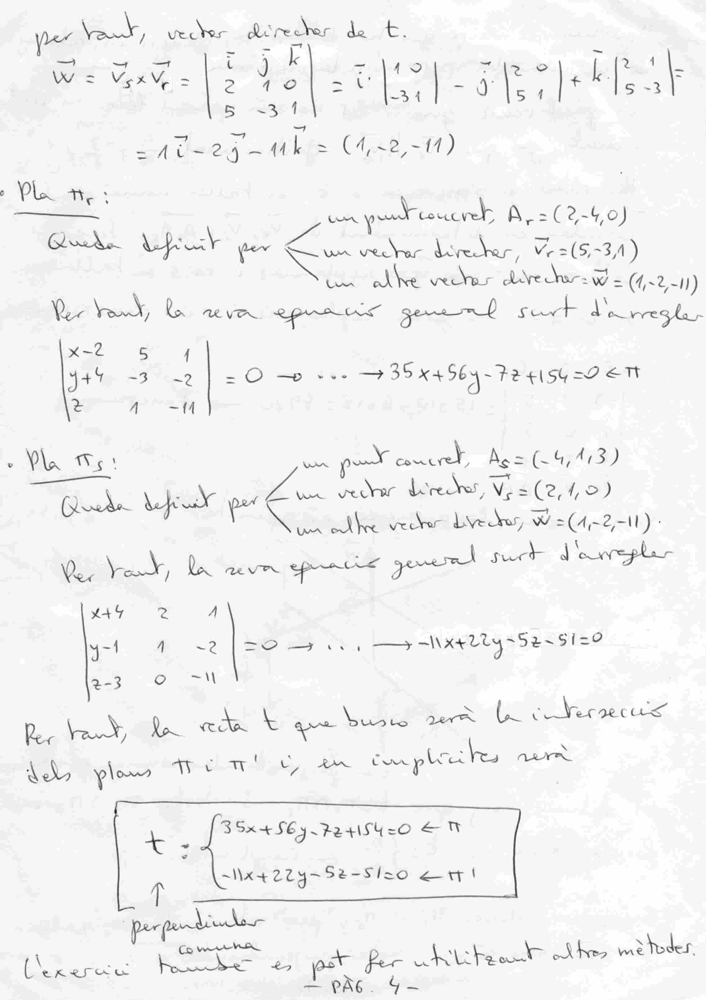 per tant, vector director de t.
w⃗ = v⃗s x v⃗r = | i j k ; 2 1 0 ; 5 -3 1 | = i · | 1 0 ; -3 1 | - j · | 2 0 ; 5 1 | + k · | 2 1 ; 5 -3 | =
= 1i⃗ - 2j⃗ - 11k⃗ = (1, -2, -11)
· Pla πr :
Queda definit per
un punt concret, Ar = (2, -4, 0)
un vector director, v⃗r = (5, -3, 1)
un altre vector director: w⃗ = (1, -2, -11)
Per tant, la seva equació general surt d'arreglar
| x-2 5 1 |
| y+4 -3 -2 | = 0 → ... → 35x+56y-7z+154=0 ← π
| z 1 -11 |
· Pla πs :
Queda definit per
un punt concret, As = (-4, 1, 3)
un vector director, v⃗s = (2, 1, 0)
un altre vector director, w⃗ = (1, -2, -11).
Per tant, la seva equació general surt d'arreglar
| x+4 2 1 |
| y-1 1 -2 | = 0 → ... → -11x+22y-5z-51=0
| z-3 0 -11 |
Per tant, la recta t que busco serà la intersecció
dels plans π i π' i, en implícites serà
t : { 35x+56y-7z+154=0 ← π
-11x+22y-5z-51=0 ← π'
↑
perpendicular
comuna
L'exercici també es pot fer utilitzant altres mètodes.
- PÀG. 4 -